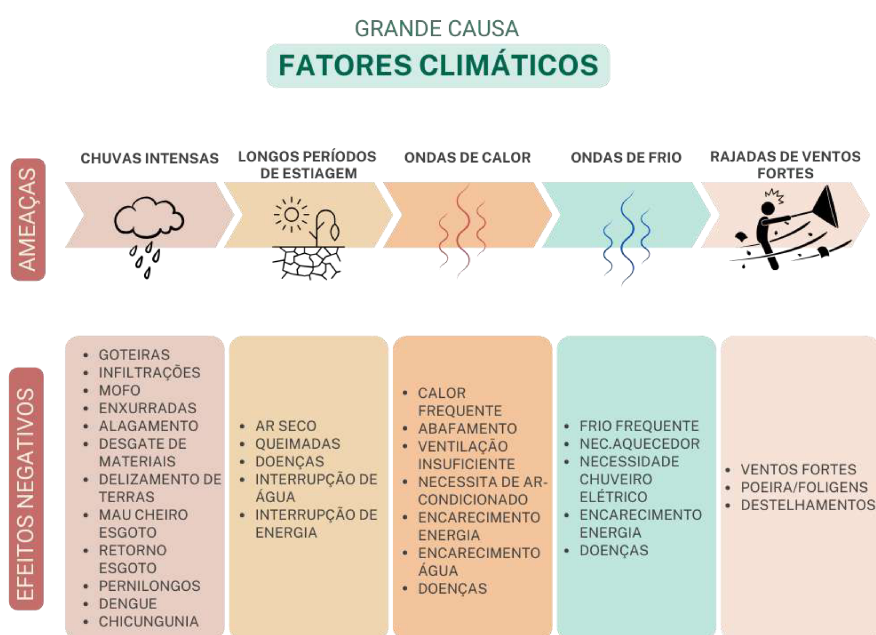 GRANDE CAUSA
FATORES CLIMÁTICOS
AMEAÇAS
CHUVAS INTENSAS
LONGOS PERÍODOS
DE ESTIAGEM
ONDAS DE CALOR
ONDAS DE FRIO
RAJADAS DE VENTOS
FORTES
EFEITOS NEGATIVOS
• GOTEIRAS
• INFILTRAÇÕES
• MOFO
• ENXURRADAS
• ALAGAMENTO
• DESGATE DE
MATERIAIS
• DELIZAMENTO DE
TERRAS
• MAU CHEIRO
ESGOTO
• RETORNO
ESGOTO
• PERNILONGOS
• DENGUE
• CHICUNGUNIA
• AR SECO
• QUEIMADAS
• DOENÇAS
• INTERRUPÇÃO DE
ÁGUA
• INTERRUPÇÃO DE
ENERGIA
• CALOR
FREQUENTE
• ABAFAMENTO
• VENTILAÇÃO
INSUFICIENTE
• NECESSITA DE AR-
CONDICIONADO
• ENCARECIMENTO
ENERGIA
• ENCARECIMENTO
ÁGUA
• DOENÇAS
• FRIO FREQUENTE
• NEC.AQUECEDOR
• NECESSIDADE
CHUVEIRO
ELÉTRICO
• ENCARECIMENTO
ENERGIA
• DOENÇAS
• VENTOS FORTES
• POEIRA/FOLIGENS
• DESTELHAMENTOS